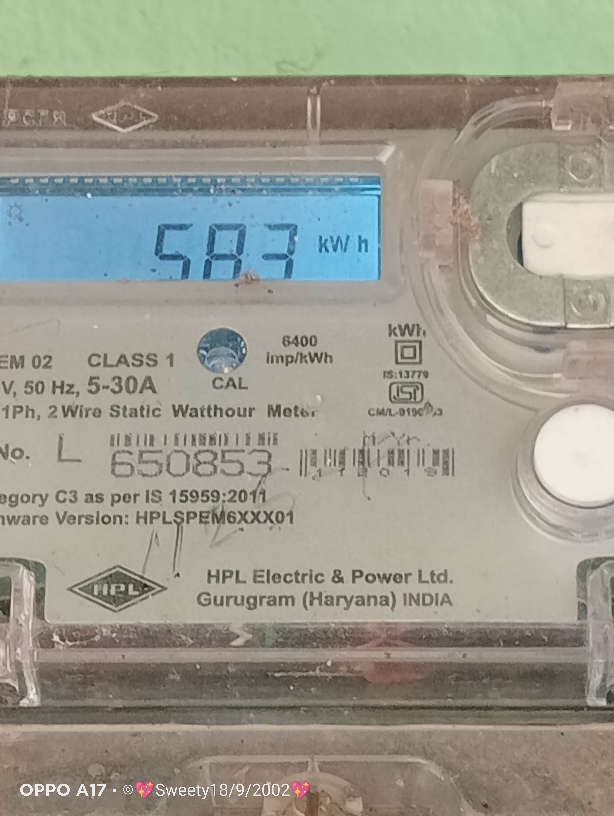 HPL
583 kWh
EM 02 CLASS 1
6400
imp/kWh
kWh
V, 50 Hz, 5-30A
CAL
IS:13779
1Ph, 2 Wire Static Watthour Meter
No. L 650853
egory C3 as per IS 15959:2011
mware Version: HPLSPEM6XXX01
HPL
HPL Electric & Power Ltd.
Gurugram (Haryana) INDIA
OPPO A17 · ©💖Sweety18/9/2002💖